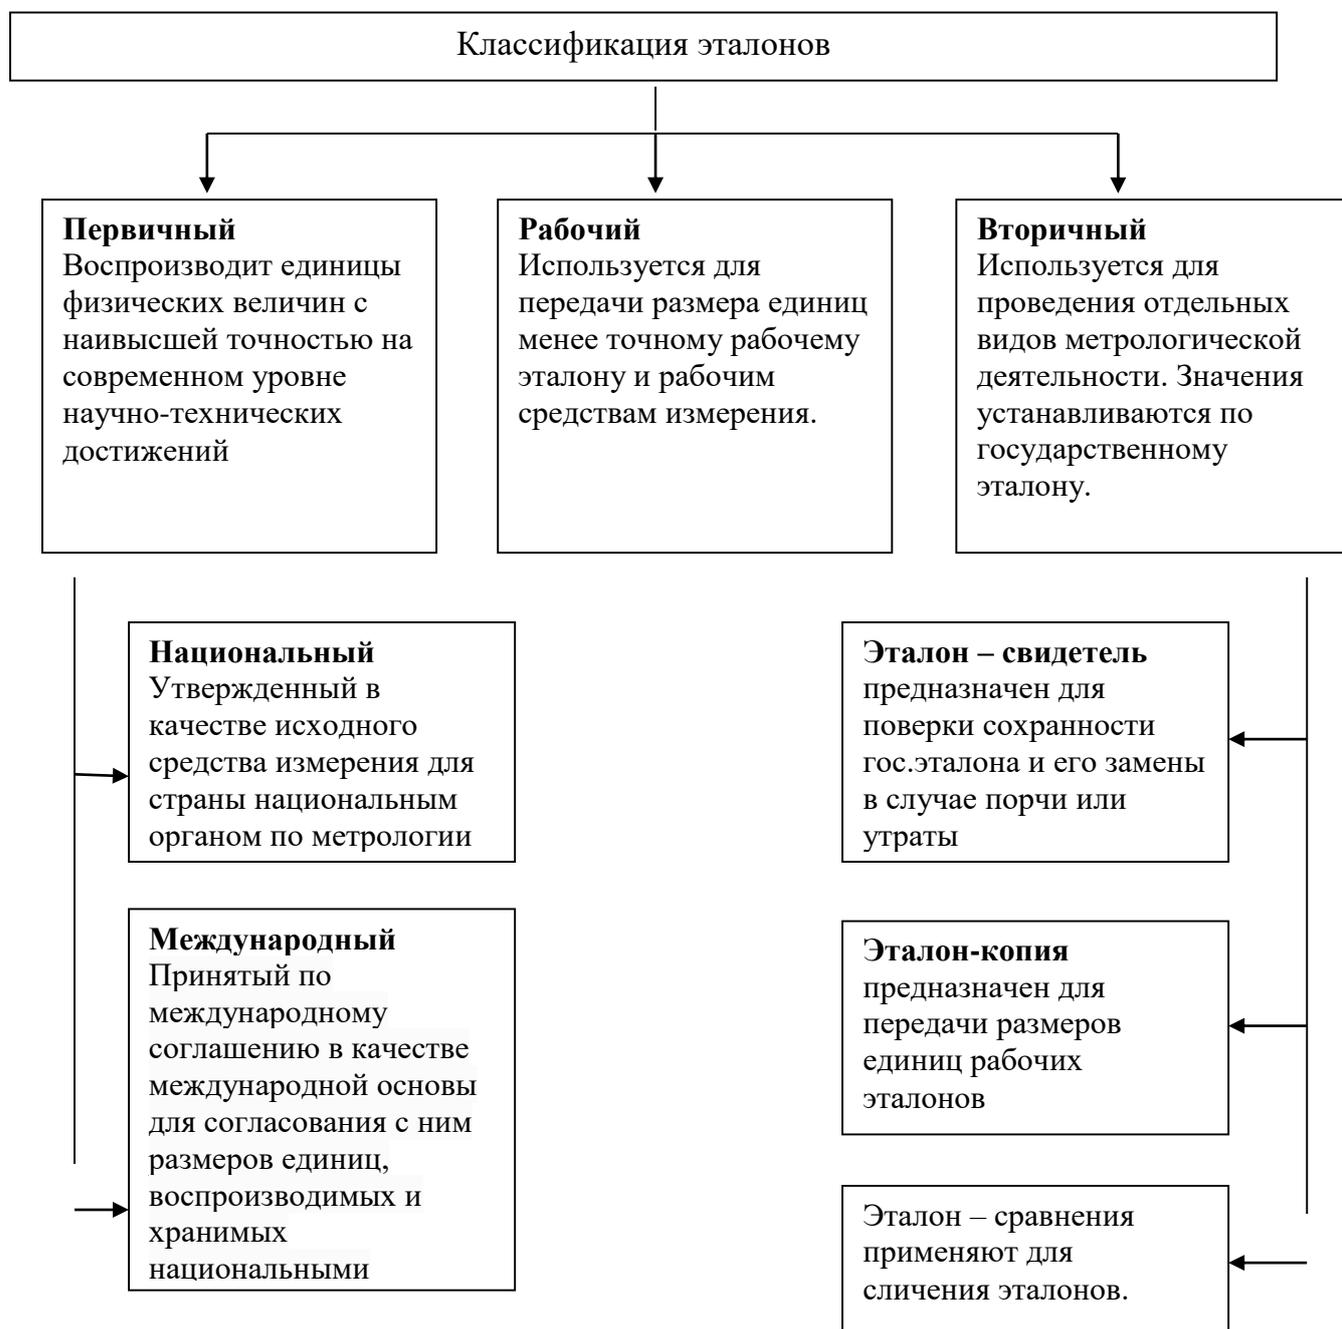 Классификация эталонов
Первичный
Воспроизводит единицы
физических величин с
наивысшей точностью на
современном уровне
научно-технических
достижений
Рабочий
Используется для
передачи размера единиц
менее точному рабочему
эталону и рабочим
средствам измерения.
Вторичный
Используется для
проведения отдельных
видов метрологической
деятельности. Значения
устанавливаются по
государственному
эталону.
Национальный
Утвержденный в
качестве исходного
средства измерения для
страны национальным
органом по метрологии
Международный
Принятый по
международному
соглашению в качестве
международной основы
для согласования с ним
размеров единиц,
воспроизводимых и
хранимых
национальными
Эталон – свидетель
предназначен для
поверки сохранности
гос.эталона и его замены
в случае порчи или
утраты
Эталон-копия
предназначен для
передачи размеров
единиц рабочих
эталонов
Эталон – сравнения
применяют для
сличения эталонов.